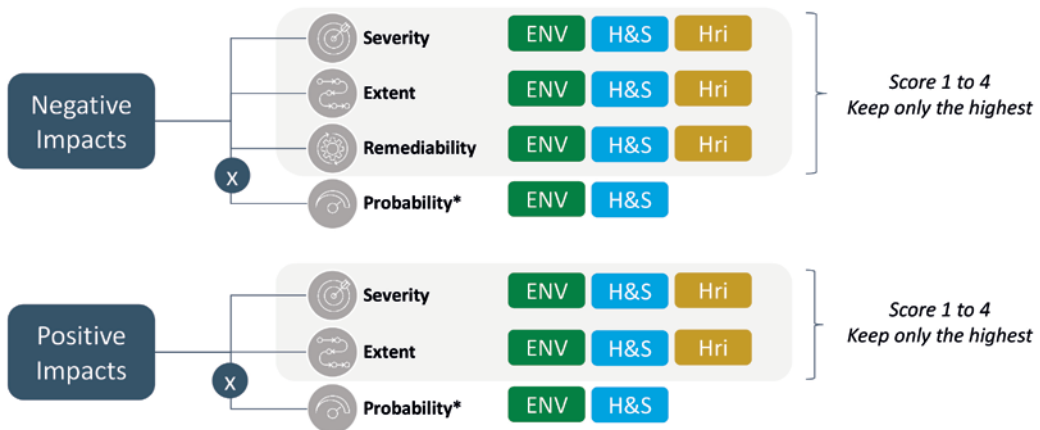 Severity ENV H&S Hri
Extent ENV H&S Hri
Remediability ENV H&S Hri
Probability* ENV H&S
Negative
Impacts
X
Score 1 to 4
Keep only the highest
Severity ENV H&S Hri
Extent ENV H&S Hri
Probability* ENV H&S
Positive
Impacts
X
Score 1 to 4
Keep only the highest